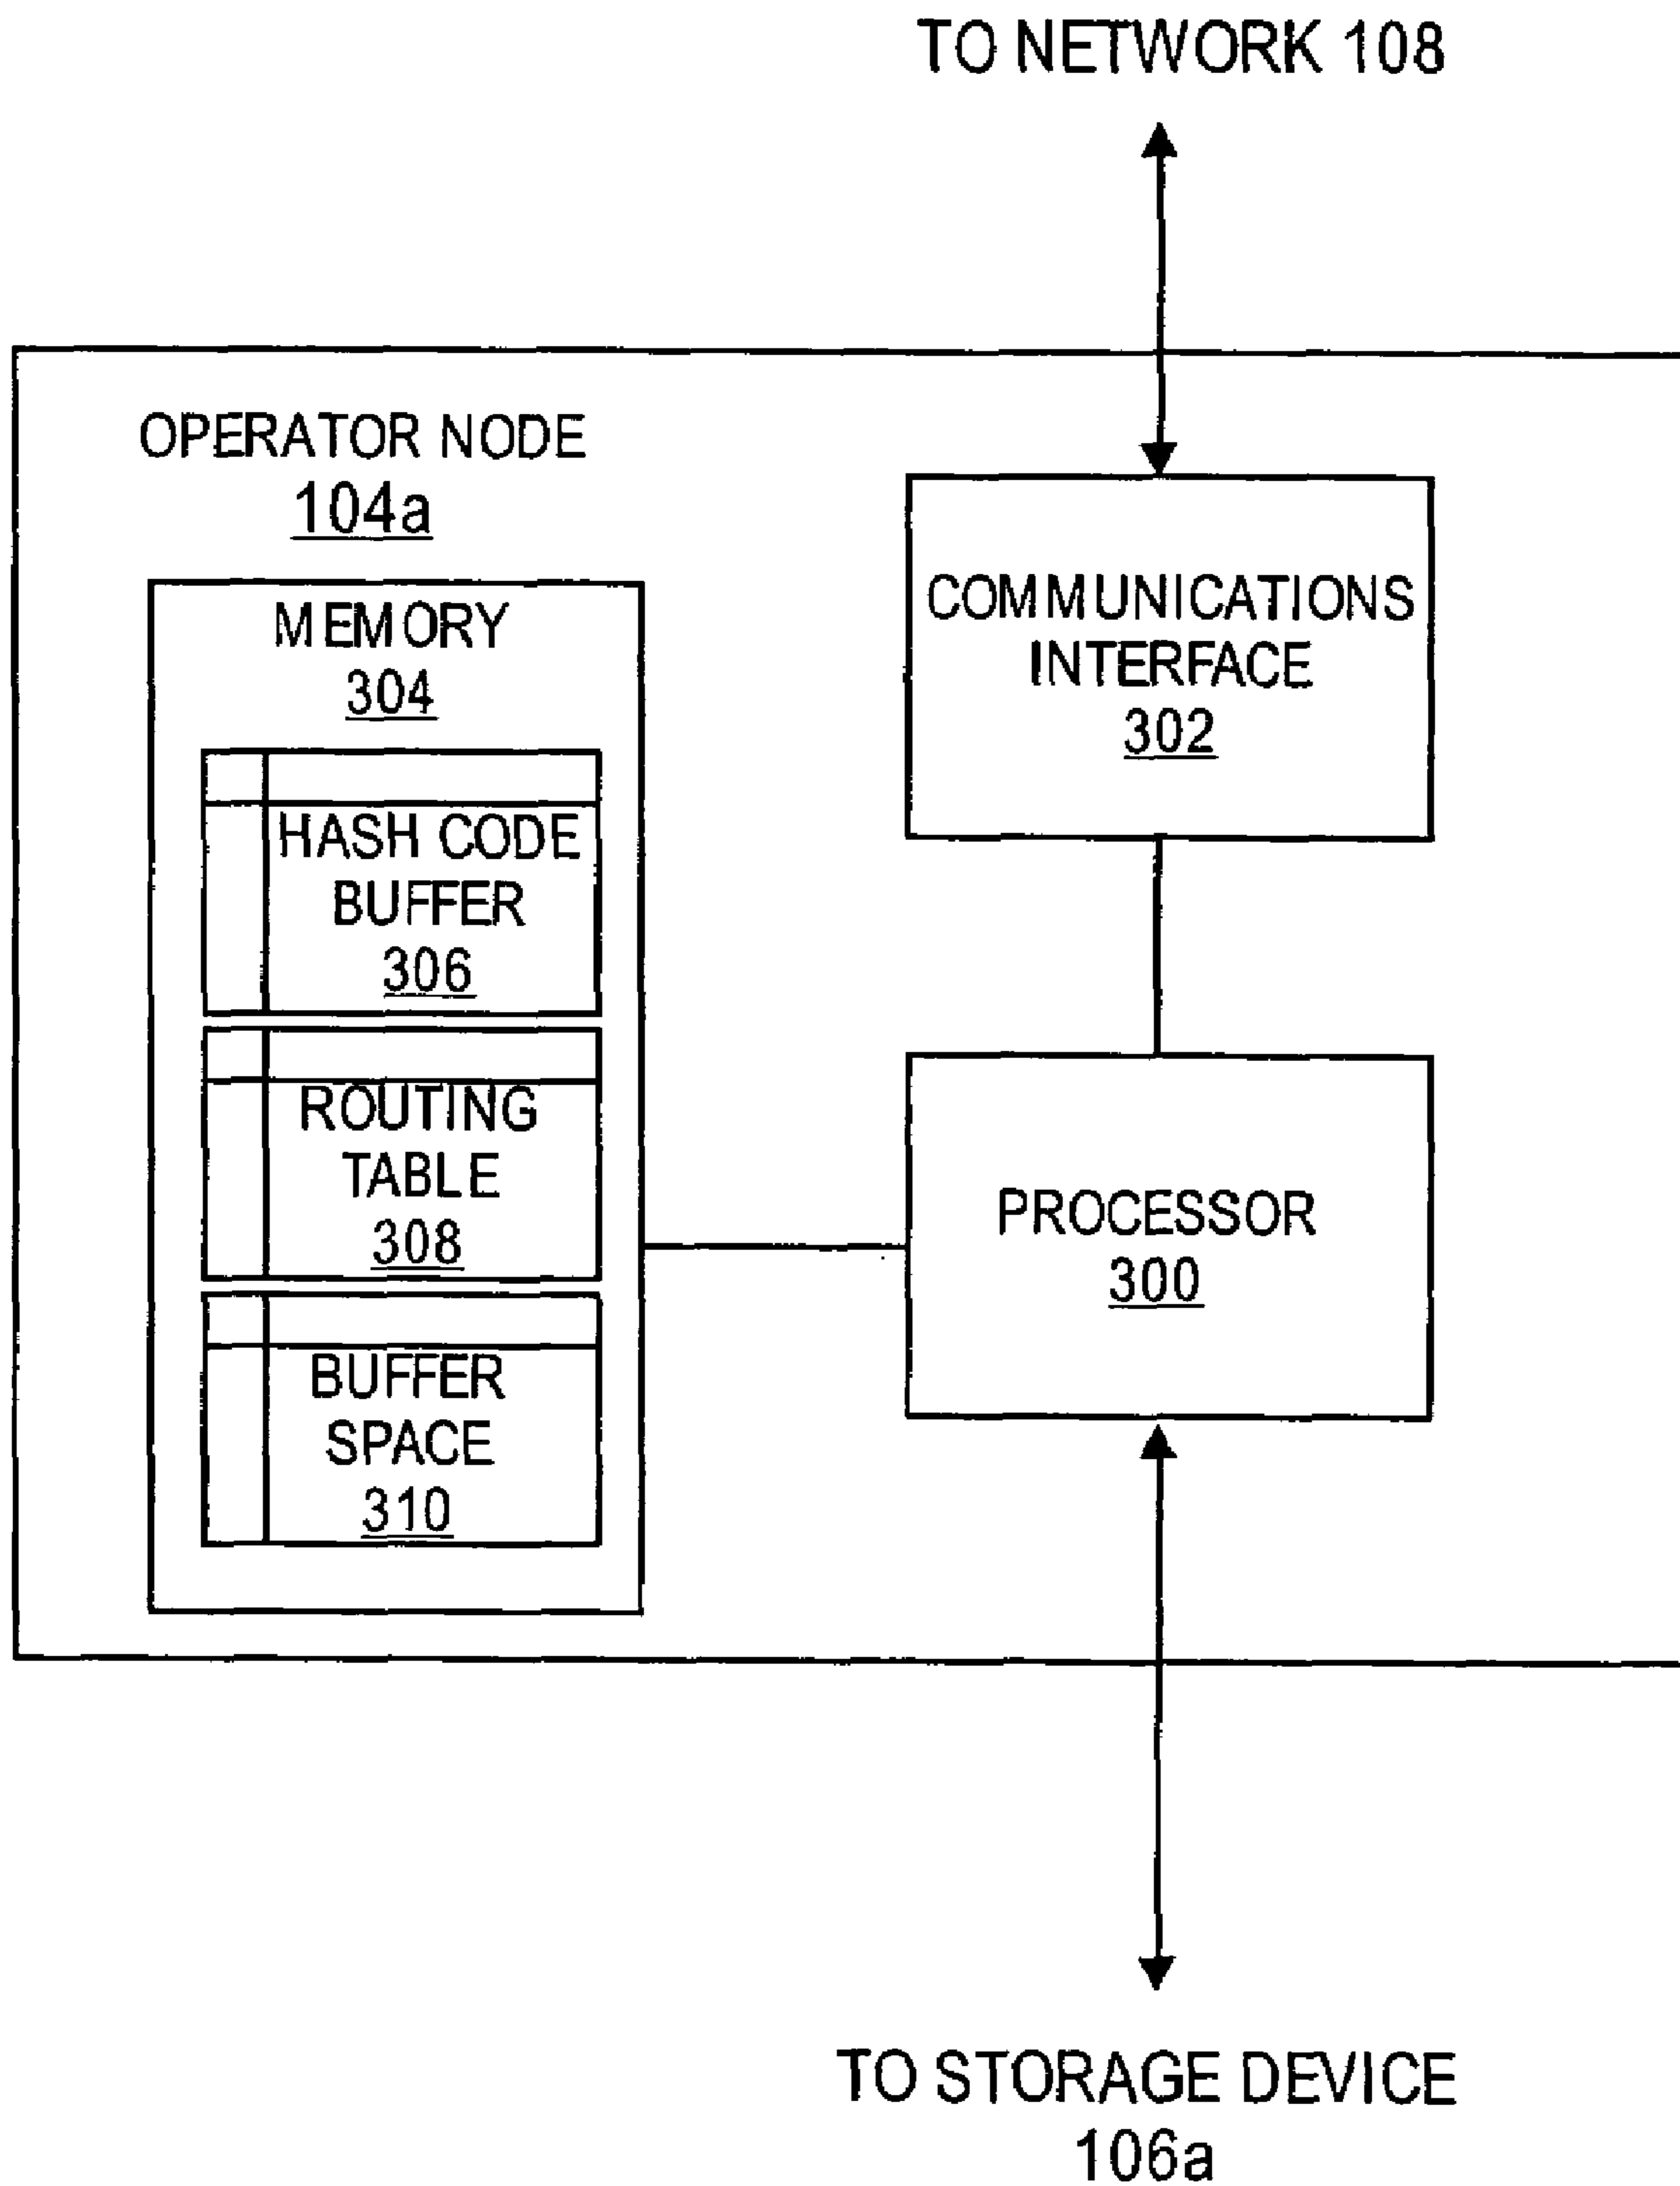 TO NETWORK 108
OPERATOR NODE
104a
MEMORY
304
HASH CODE
BUFFER
306
ROUTING
TABLE
308
BUFFER
SPACE
310
COMMUNICATIONS
INTERFACE
302
PROCESSOR
300
TO STORAGE DEVICE
106a